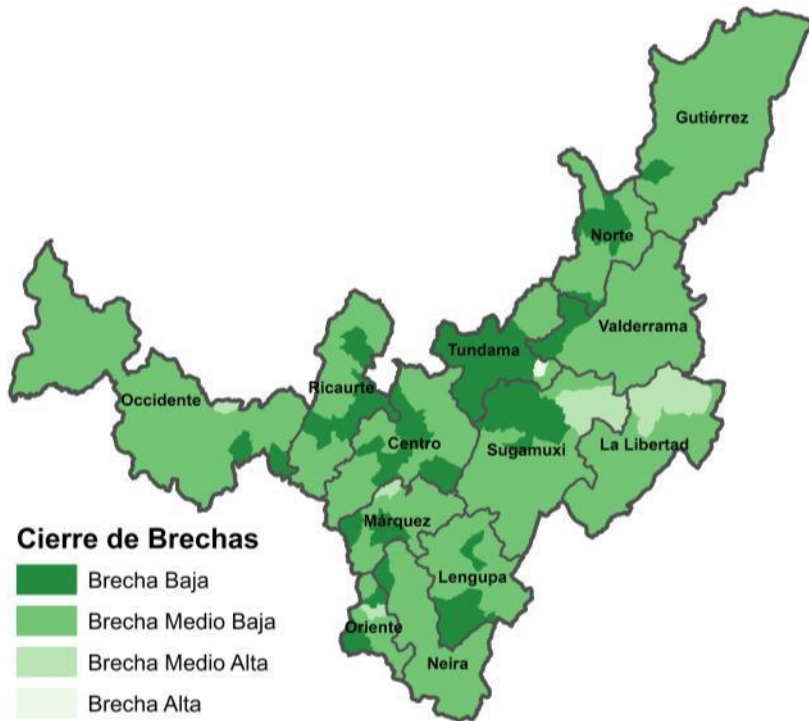 Gutiérrez
Norte
Valderrama
Tundama
Occidente
Ricaurte
Centro
Sugamuxi
La Libertad
Márquez
Lengupa
Oriente
Neira
Cierre de Brechas
Brecha Baja
Brecha Medio Baja
Brecha Medio Alta
Brecha Alta